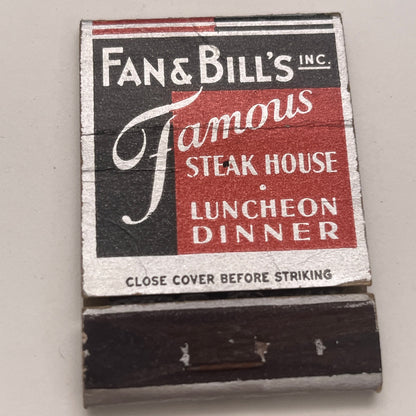 FAN & BILL'S INC.
Famous
STEAK HOUSE
•
LUNCHEON
DINNER
CLOSE COVER BEFORE STRIKING